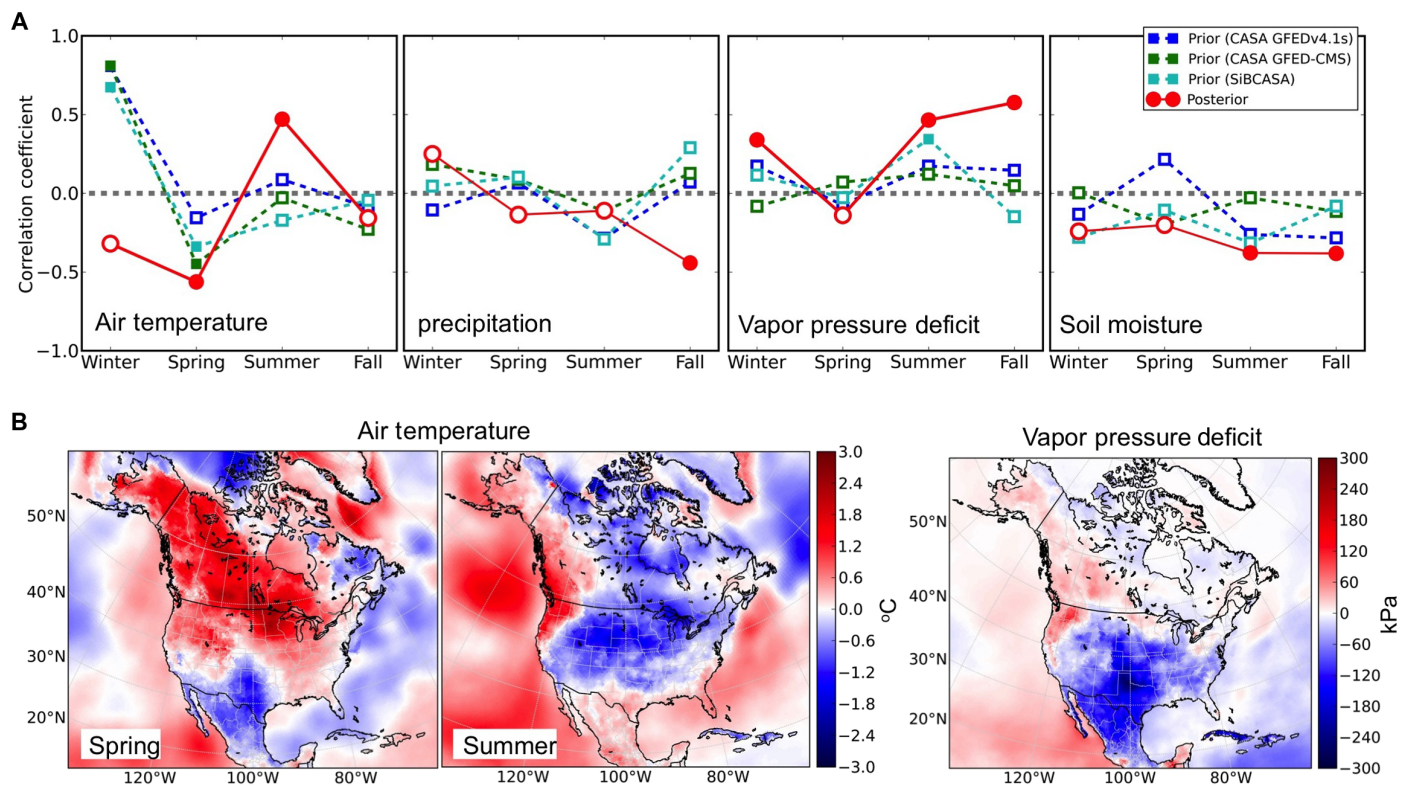 A
1.0
0.5
0.0
−0.5
−1.0
Correlation coefficient
Prior (CASA GFEDv4.1s)
Prior (CASA GFED-CMS)
Prior (SiBCASA)
Posterior
Air temperature
precipitation
Vapor pressure deficit
Soil moisture
Winter Spring Summer Fall
Winter Spring Summer Fall
Winter Spring Summer Fall
Winter Spring Summer Fall
B
Air temperature
50°N
40°N
30°N
20°N
Spring
120°W 100°W 80°W
Summer
120°W 100°W 80°W
3.0
2.4
1.8
1.2
0.6
0.0
−0.6
−1.2
−1.8
−2.4
−3.0
°C
Vapor pressure deficit
50°N
40°N
30°N
20°N
120°W 100°W 80°W
300
240
180
120
60
0
−60
−120
−180
−240
−300
kPa